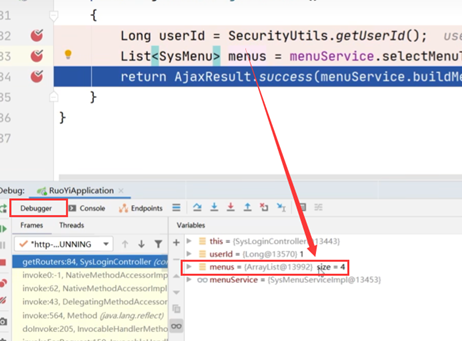 {
82 Long userId = SecurityUtils.getUserId();
83 List<SysMenu> menus = menuService.selectMenuT
84 return AjaxResult.success(menuService.buildMe
85 }
86 }
87
Debug: RuoYiApplication ×
Debugger Console Endpoints
Frames Threads Variables
"http-...UNNING
this = {SysLoginController@13443}
getRouters:84, SysLoginController
userId = {Long@13570} 1
invoke0:-1, NativeMethodAccessorImpl
menus = {ArrayList@13992} size = 4
invoke:62, NativeMethodAccessorImpl
menuService = {SysMenuServiceImpl@13453}
invoke:43, DelegatingMethodAccessor
invoke:564, Method (java.lang.reflect)
doInvoke:205, InvocableHandlerMethod